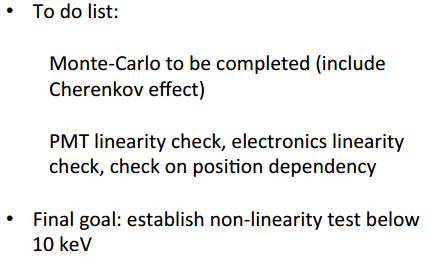 • To do list:
Monte-Carlo to be completed (include
Cherenkov effect)
PMT linearity check, electronics linearity
check, check on position dependency
• Final goal: establish non-linearity test below
10 keV